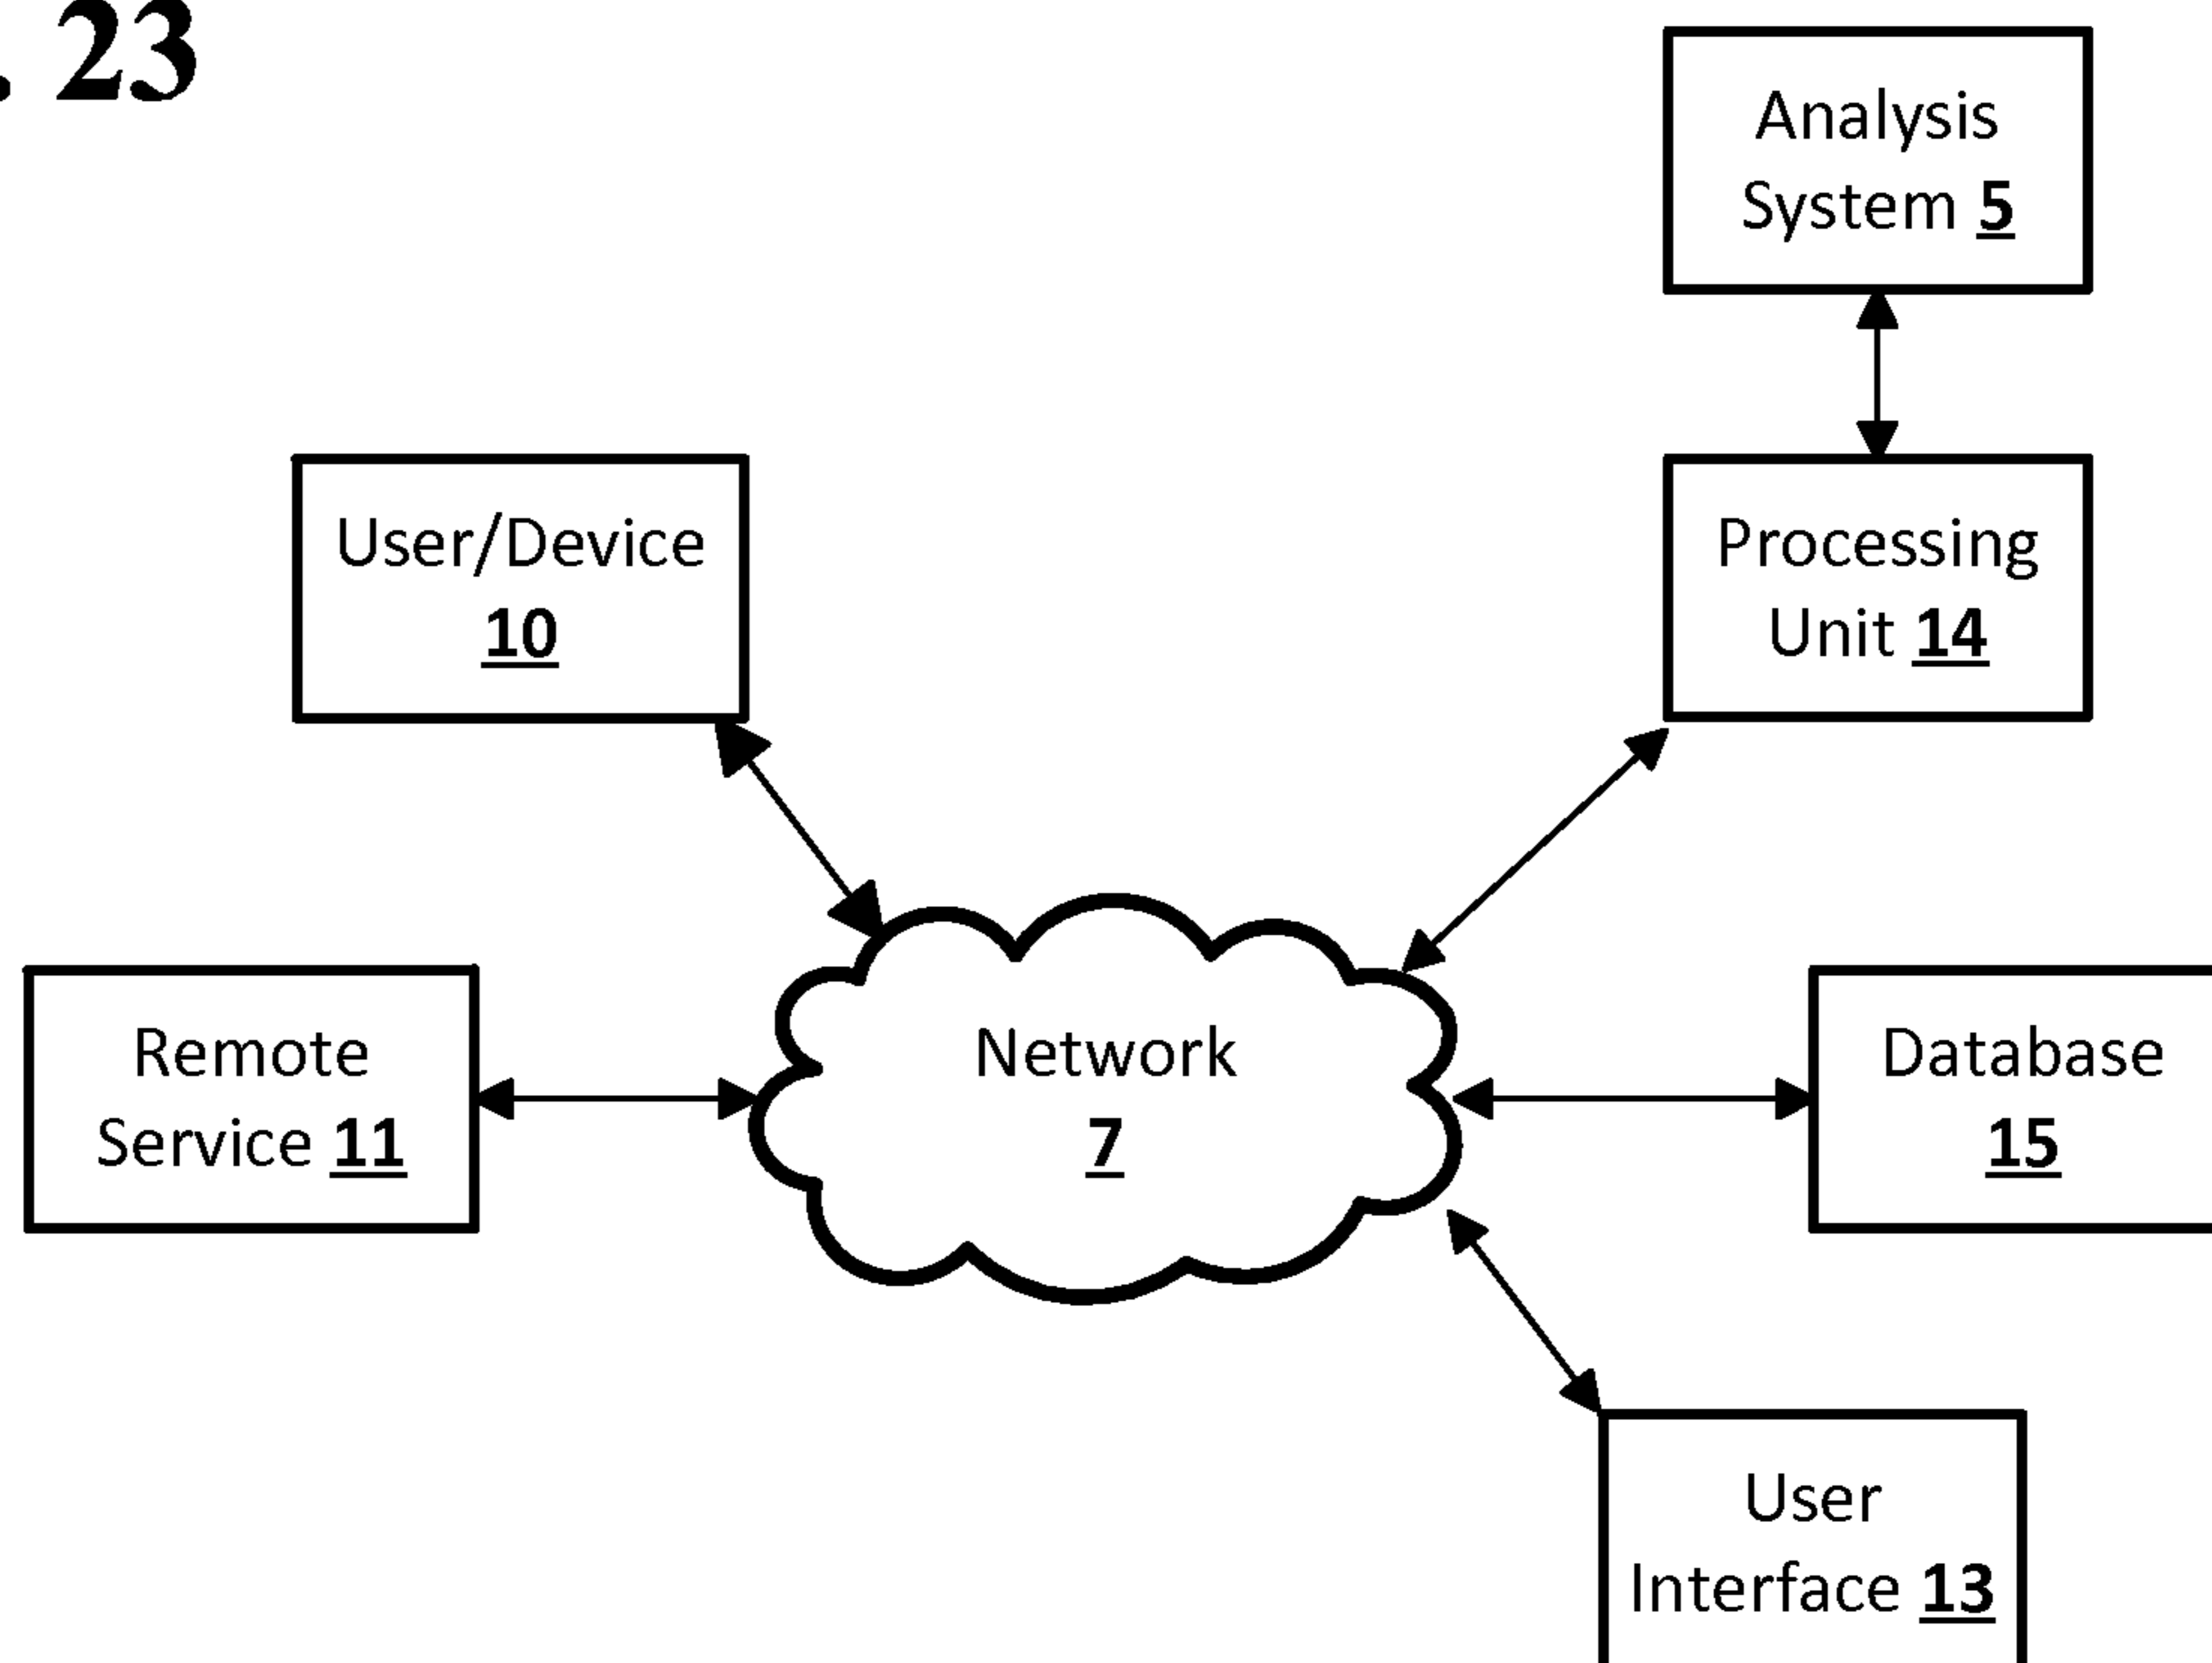 . 23
Analysis
System 5
User/Device
10
Processing
Unit 14
Remote
Service 11
Network
7
Database
15
User
Interface 13